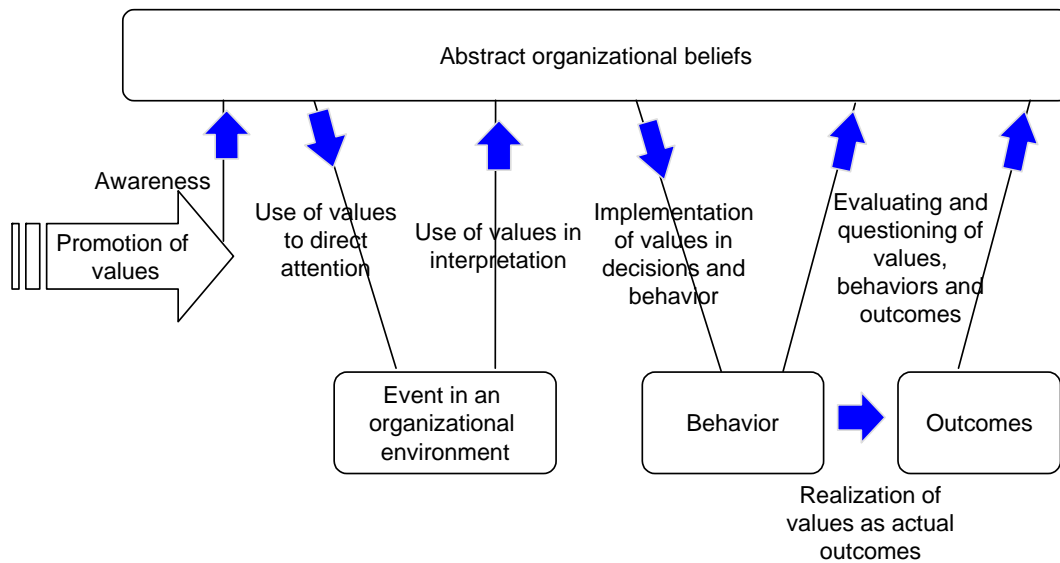 Abstract organizational beliefs
Awareness
Promotion of
values
Use of values
to direct
attention
Use of values in
interpretation
Implementation
of values in
decisions and
behavior
Evaluating and
questioning of
values,
behaviors and
outcomes
Event in an
organizational
environment
Behavior
Outcomes
Realization of
values as actual
outcomes